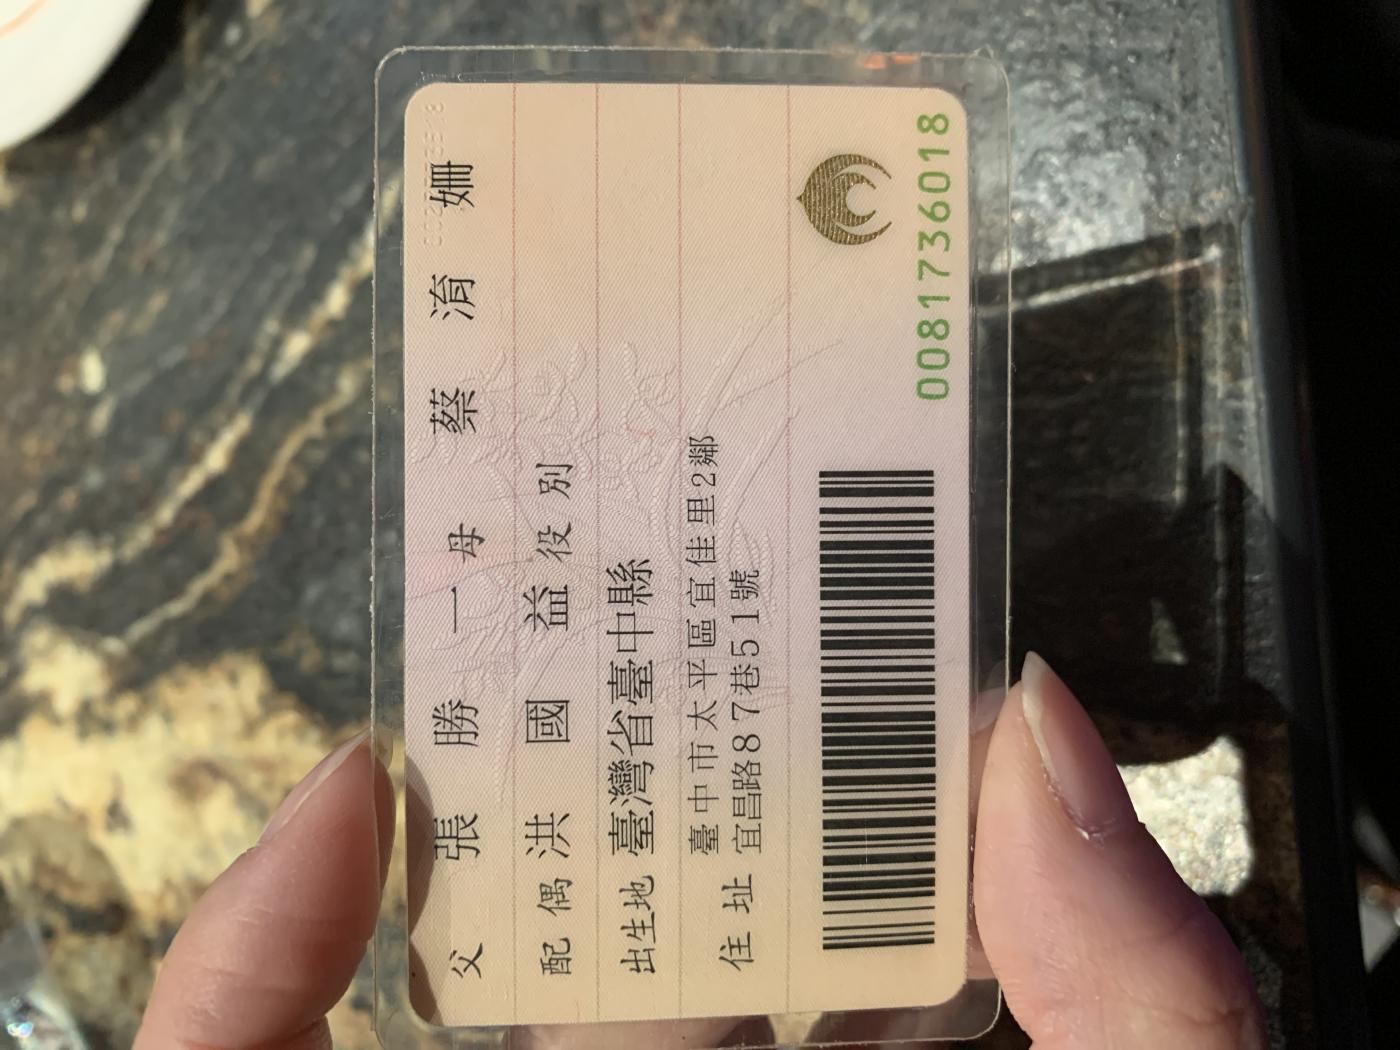 父 張勝一 母 蔡淯姍
配偶 洪國益 役別
出生地 臺灣省臺中縣
住址 臺中市太平區宜佳里2鄰
宜昌路87巷551號
0081736018